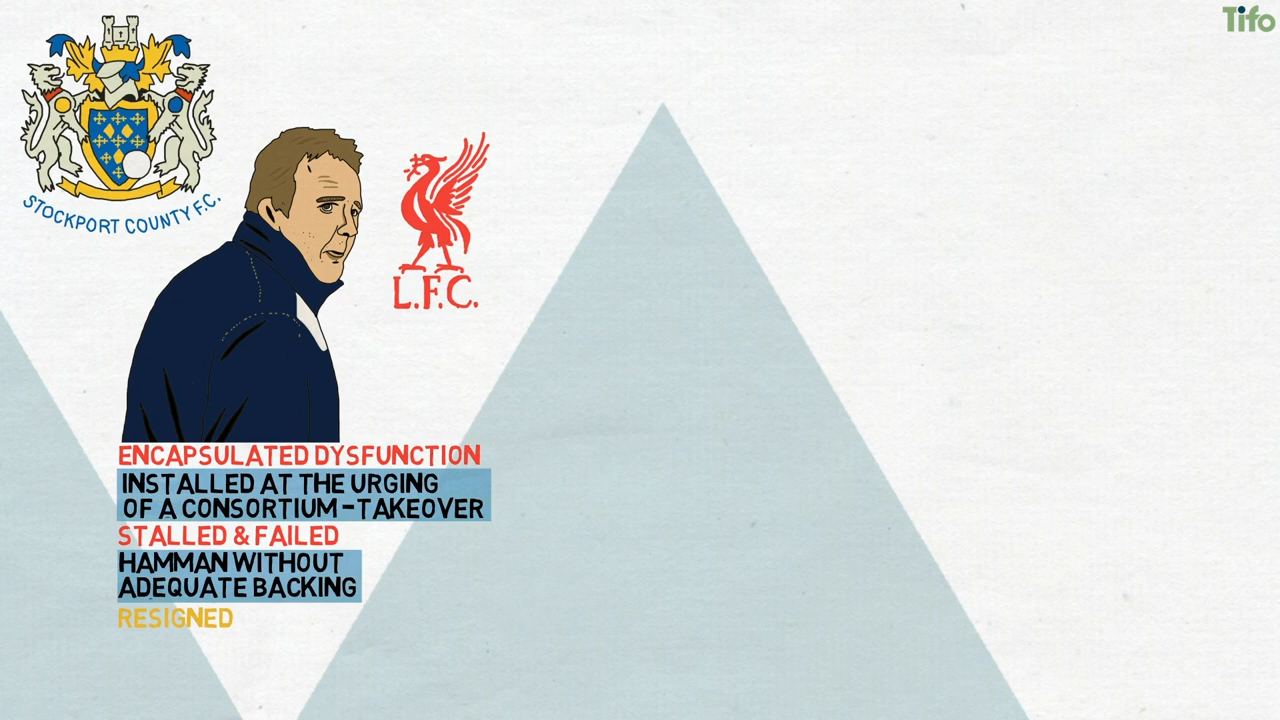 Tifo
STOCKPORT COUNTY F.C.
L.F.C.
ENCAPSULATED DYSFUNCTION
INSTALLED AT THE URGING
OF A CONSORTIUM-TAKEOVER
STALLED & FAILED
HAMMAN WITHOUT
ADEQUATE BACKING
RESIGNED